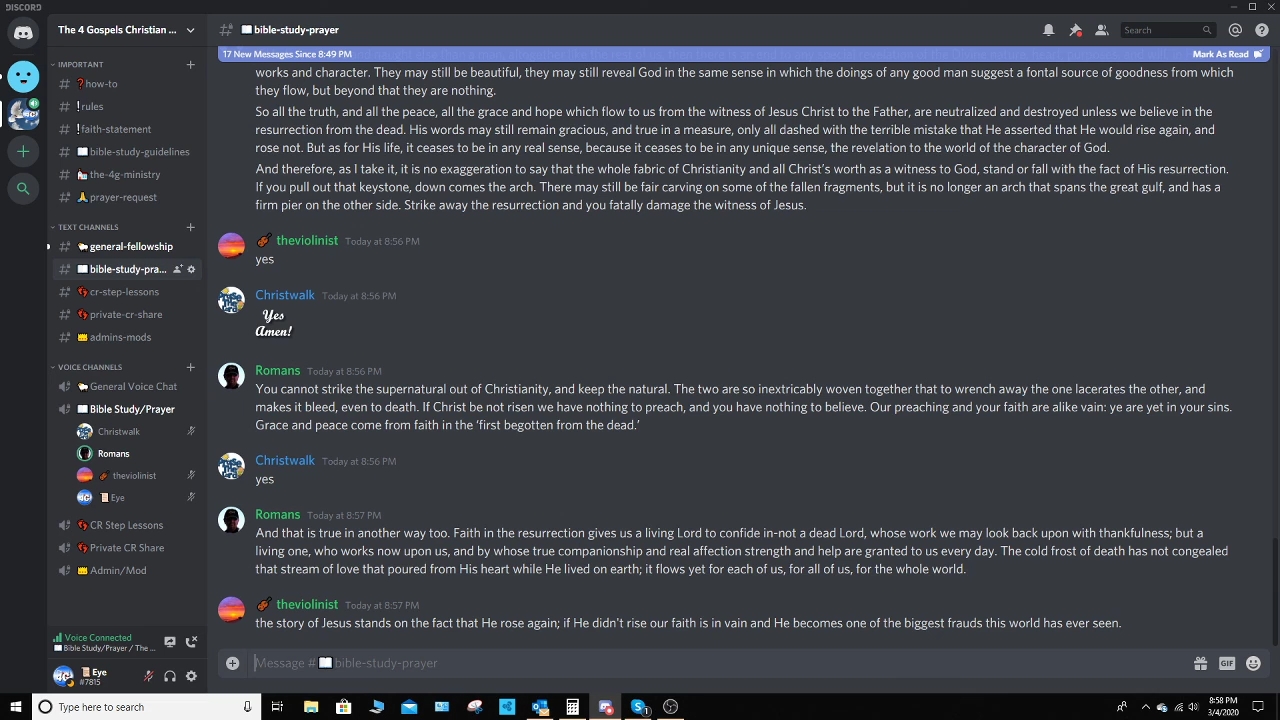 DISCORD
The 4 Gospels Christian ...
bible-study-prayer
Search
17 New Messages Since 8:49 PM
Mark As Read
IMPORTANT
how-to
rules
faith-statement
bible-study-guidelines
the-4g-ministry
prayer-request
TEXT CHANNELS
general-fellowship
bible-study-pra...
cr-step-lessons
private-cr-share
admins-mods
VOICE CHANNELS
General Voice Chat
Bible Study/Prayer
Christwalk
Romans
theviolinist
Eye
CR Step Lessons
Private CR Share
Admin/Mod
Voice Connected
Bible Study/Prayer / The ...
Eye
#7815
works and character. They may still be beautiful, they may still reveal God in the same sense in which the doings of any good man suggest a fontal source of goodness from which
they flow, but beyond that they are nothing.
So all the truth, and all the peace, all the grace and hope which flow to us from the witness of Jesus Christ to the Father, are neutralized and destroyed unless we believe in the
resurrection from the dead. His words may still remain gracious, and true in a measure, only all dashed with the terrible mistake that He asserted that He would rise again, and
rose not. But as for His life, it ceases to be in any real sense, because it ceases to be in any unique sense, the revelation to the world of the character of God.
And therefore, as I take it, it is no exaggeration to say that the whole fabric of Christianity and all Christ's worth as a witness to God, stand or fall with the fact of His resurrection.
If you pull out that keystone, down comes the arch. There may still be fair carving on some of the fallen fragments, but it is no longer an arch that spans the great gulf, and has a
firm pier on the other side. Strike away the resurrection and you fatally damage the witness of Jesus.
theviolinist Today at 8:56 PM
yes
Christwalk Today at 8:56 PM
Yes
Amen!
Romans Today at 8:56 PM
You cannot strike the supernatural out of Christianity, and keep the natural. The two are so inextricably woven together that to wrench away the one lacerates the other, and
makes it bleed, even to death. If Christ be not risen we have nothing to preach, and you have nothing to believe. Our preaching and your faith are alike vain: ye are yet in your sins.
Grace and peace come from faith in the 'first begotten from the dead.'
Christwalk Today at 8:56 PM
yes
Romans Today at 8:57 PM
And that is true in another way too. Faith in the resurrection gives us a living Lord to confide in-not a dead Lord, whose work we may look back upon with thankfulness; but a
living one, who works now upon us, and by whose true companionship and real affection strength and help are granted to us every day. The cold frost of death has not congealed
that stream of love that poured from His heart while He lived on earth; it flows yet for each of us, for all of us, for the whole world.
theviolinist Today at 8:57 PM
the story of Jesus stands on the fact that He rose again; if He didn't rise our faith is in vain and He becomes one of the biggest frauds this world has ever seen.
Message # bible-study-prayer
GIF
Type here to search
8:58 PM
3/4/2020